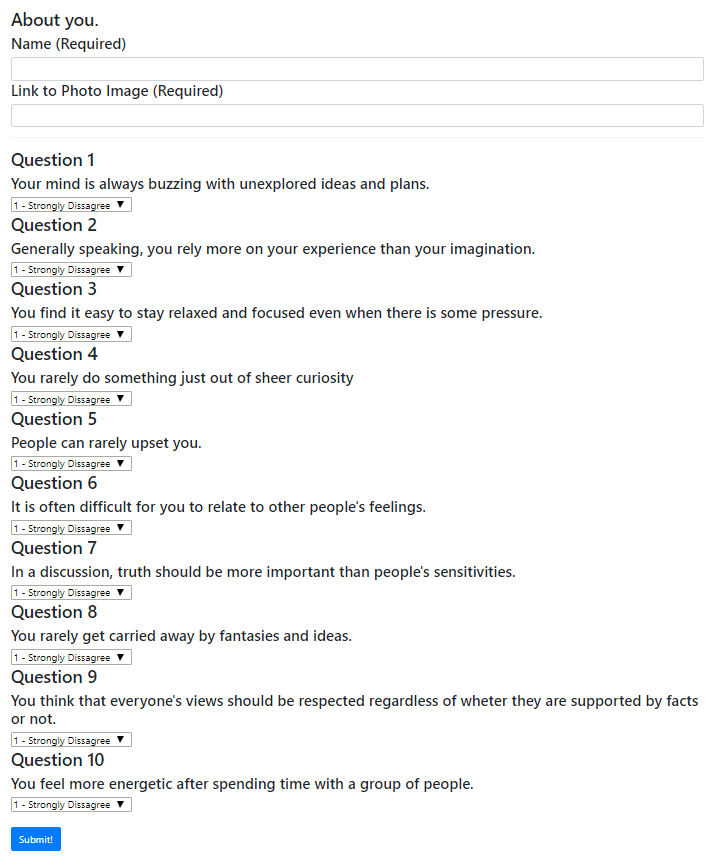 About you.
Name (Required)
Link to Photo Image (Required)
Question 1
Your mind is always buzzing with unexplored ideas and plans.
1 - Strongly Dissagree ▼
Question 2
Generally speaking, you rely more on your experience than your imagination.
1 - Strongly Dissagree ▼
Question 3
You find it easy to stay relaxed and focused even when there is some pressure.
1 - Strongly Dissagree ▼
Question 4
You rarely do something just out of sheer curiosity
1 - Strongly Dissagree ▼
Question 5
People can rarely upset you.
1 - Strongly Dissagree ▼
Question 6
It is often difficult for you to relate to other people's feelings.
1 - Strongly Dissagree ▼
Question 7
In a discussion, truth should be more important than people's sensitivities.
1 - Strongly Dissagree ▼
Question 8
You rarely get carried away by fantasies and ideas.
1 - Strongly Dissagree ▼
Question 9
You think that everyone's views should be respected regardless of wheter they are supported by facts
or not.
1 - Strongly Dissagree ▼
Question 10
You feel more energetic after spending time with a group of people.
1 - Strongly Dissagree ▼
Submit!